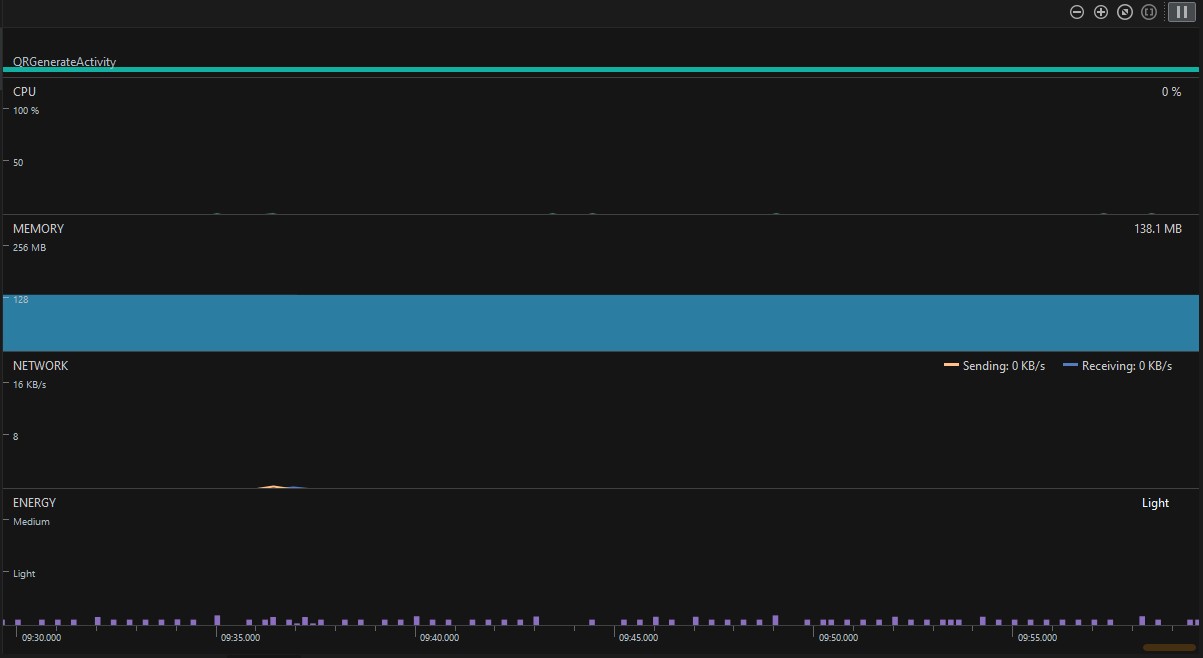 QRGenerateActivity
CPU
0 %
100 %
50
MEMORY
138.1 MB
256 MB
128
NETWORK
Sending: 0 KB/s
Receiving: 0 KB/s
16 KB/s
8
ENERGY
Light
Medium
Light
09:30.000
09:35.000
09:40.000
09:45.000
09:50.000
09:55.000